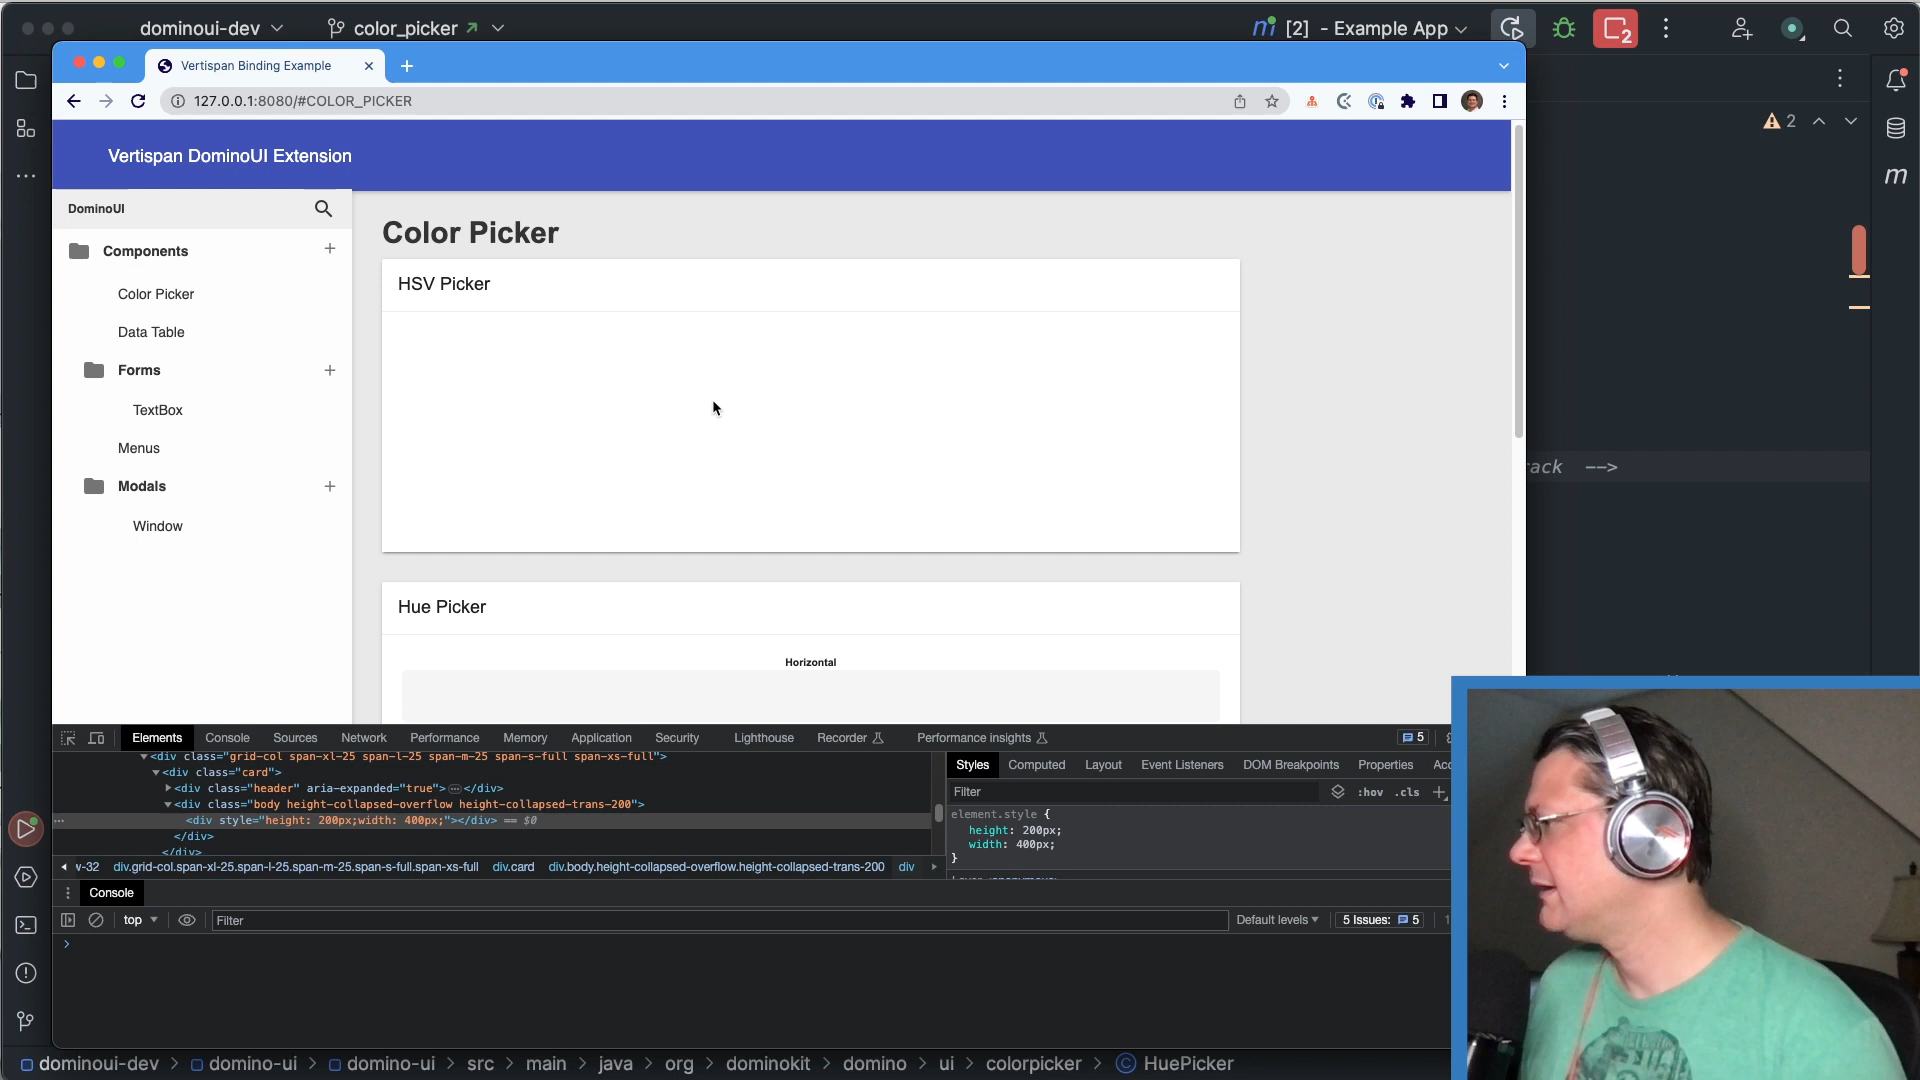 dominoui-dev
color_picker
[2] - Example App
2
Vertispan Binding Example
127.0.0.1:8080/#COLOR_PICKER
2
m
Vertispan DominoUI Extension
DominoUI
Components
Color Picker
Data Table
Forms
TextBox
Menus
Modals
Window
Color Picker
HSV Picker
Hue Picker
Horizontal
-->
Elements
Console
Sources
Network
Performance
Memory
Application
Security
Lighthouse
Recorder
Performance insights
5
<div class="grid-col span-xl-25 span-l-25 span-m-25 span-s-full span-xs-full">
<div class="card">
<div class="header" aria-expanded="true"> </div>
<div class="body height-collapsed-overflow height-collapsed-trans-200">
<div style="height: 200px;width: 400px;"></div> == $0
</div>
</div>
w-32 div.grid-col.span-xl-25.span-l-25.span-m-25.span-s-full.span-xs-full div.card div.body.height-collapsed-overflow.height-collapsed-trans-200 div
Styles
Computed
Layout
Event Listeners
DOM Breakpoints
Properties
Acc
Filter
:hov .cls
element.style {
height: 200px;
width: 400px;
}
Console
top
Filter
Default levels
5 Issues: 5
dominoui-dev > domino-ui > domino-ui > src > main > java > org > dominokit > domino > ui > colorpicker > HuePicker